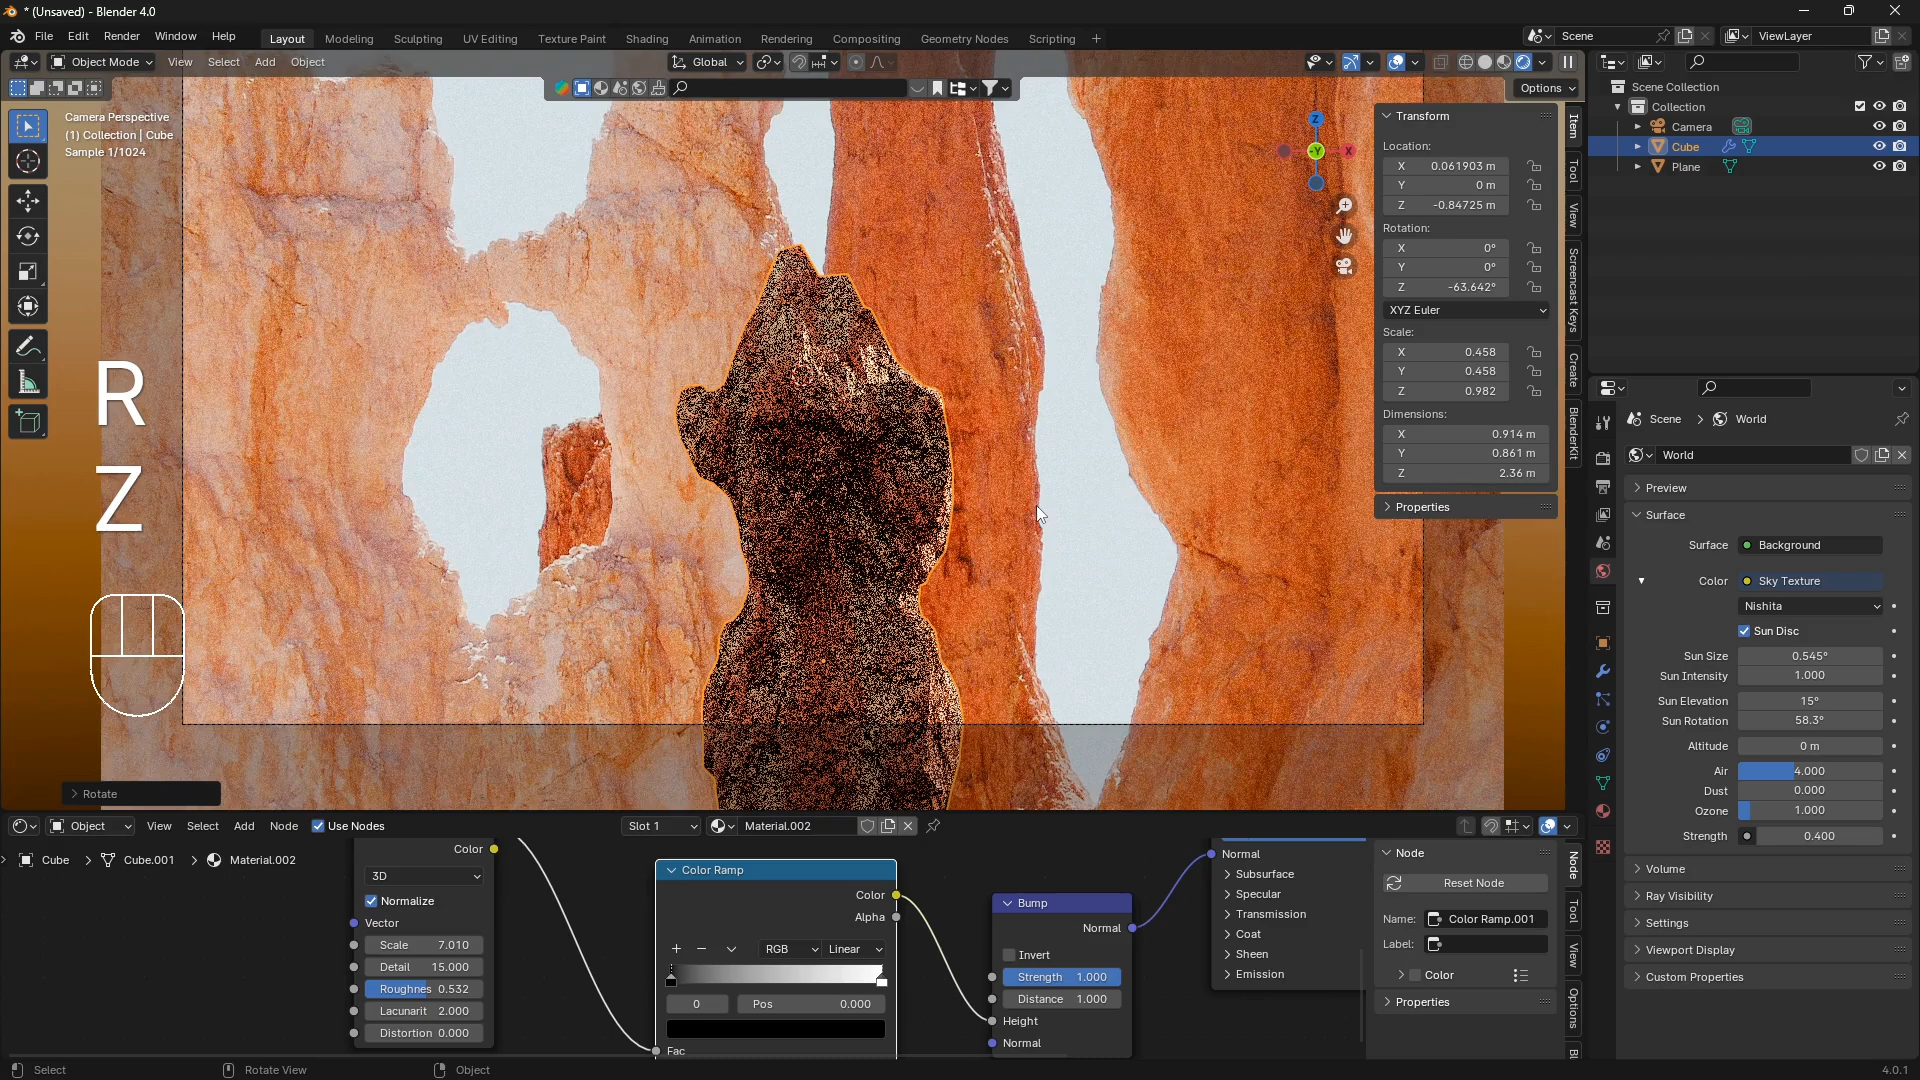 * (Unsaved) - Blender 4.0
File Edit Render Window Help
Layout Modeling Sculpting UV Editing Texture Paint Shading Animation Rendering Compositing Geometry Nodes Scripting +
Scene
ViewLayer
Object Mode View Select Add Object
Global
Options
Camera Perspective
(1) Collection | Cube
Sample 1/1024
Z
-Y
X
Transform
Location:
X 0.061903 m
Y 0 m
Z -0.84725 m
Rotation:
X 0°
Y 0°
Z -63.642°
XYZ Euler
Scale:
X 0.458
Y 0.458
Z 0.982
Dimensions:
X 0.914 m
Y 0.861 m
Z 2.36 m
Properties
Item
Tool
View
Screencast Keys
Create
BlenderKit
R
Z
Rotate
Scene Collection
Collection
Camera
Cube
Plane
Scene World
World
Preview
Surface
Surface Background
Color Sky Texture
Nishita
Sun Disc
Sun Size 0.545°
Sun Intensity 1.000
Sun Elevation 15°
Sun Rotation 58.3°
Altitude 0 m
Air 4.000
Dust 0.000
Ozone 1.000
Strength 0.400
Volume
Ray Visibility
Settings
Viewport Display
Custom Properties
Object View Select Add Node Use Nodes
Slot 1 Material.002
Cube Cube.001 Material.002
Color
3D
Normalize
Vector
Scale 7.010
Detail 15.000
Roughnes 0.532
Lacunarit 2.000
Distortion 0.000
Color Ramp
Color
Alpha
+ − RGB Linear
0 Pos 0.000
Fac
Bump
Normal
Invert
Strength 1.000
Distance 1.000
Height
Normal
Normal
Subsurface
Specular
Transmission
Coat
Sheen
Emission
Node
Reset Node
Name: Color Ramp.001
Label:
Color
Properties
Node
Tool
View
Options
Select Rotate View Object
4.0.1